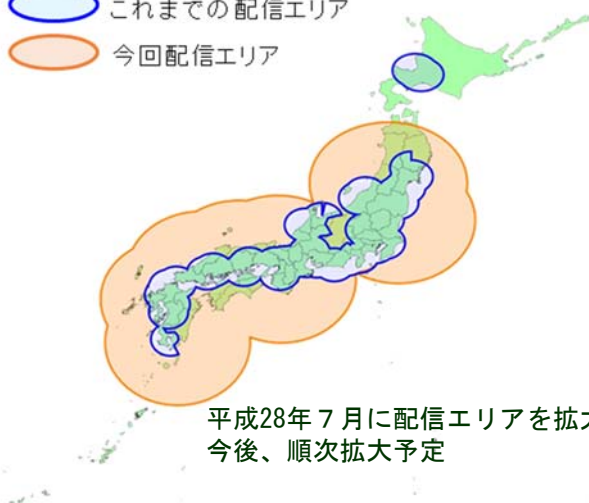 これまでの配信エリア
今回配信エリア
平成28年７月に配信エリアを拡大
今後、順次拡大予定